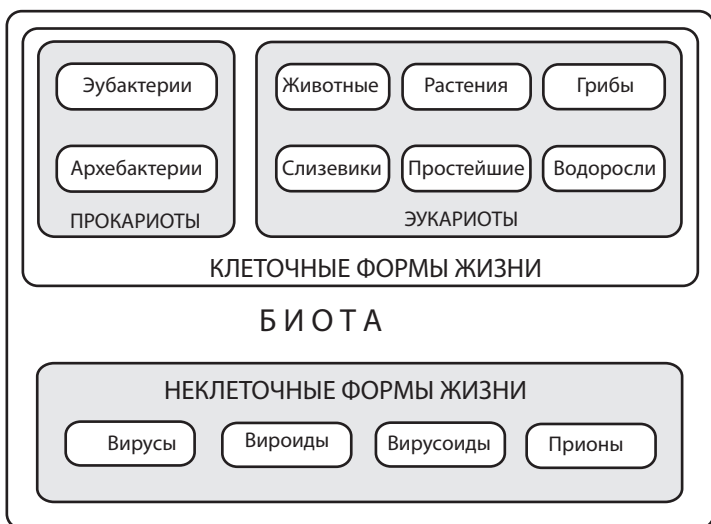 Эубактерии
Архебактерии
ПРОКАРИОТЫ
Животные Растения Грибы
Слизевики Простейшие Водоросли
ЭУКАРИОТЫ
КЛЕТОЧНЫЕ ФОРМЫ ЖИЗНИ
БИОТА
НЕКЛЕТОЧНЫЕ ФОРМЫ ЖИЗНИ
Вирусы Вироиды Вирусоиды Прионы